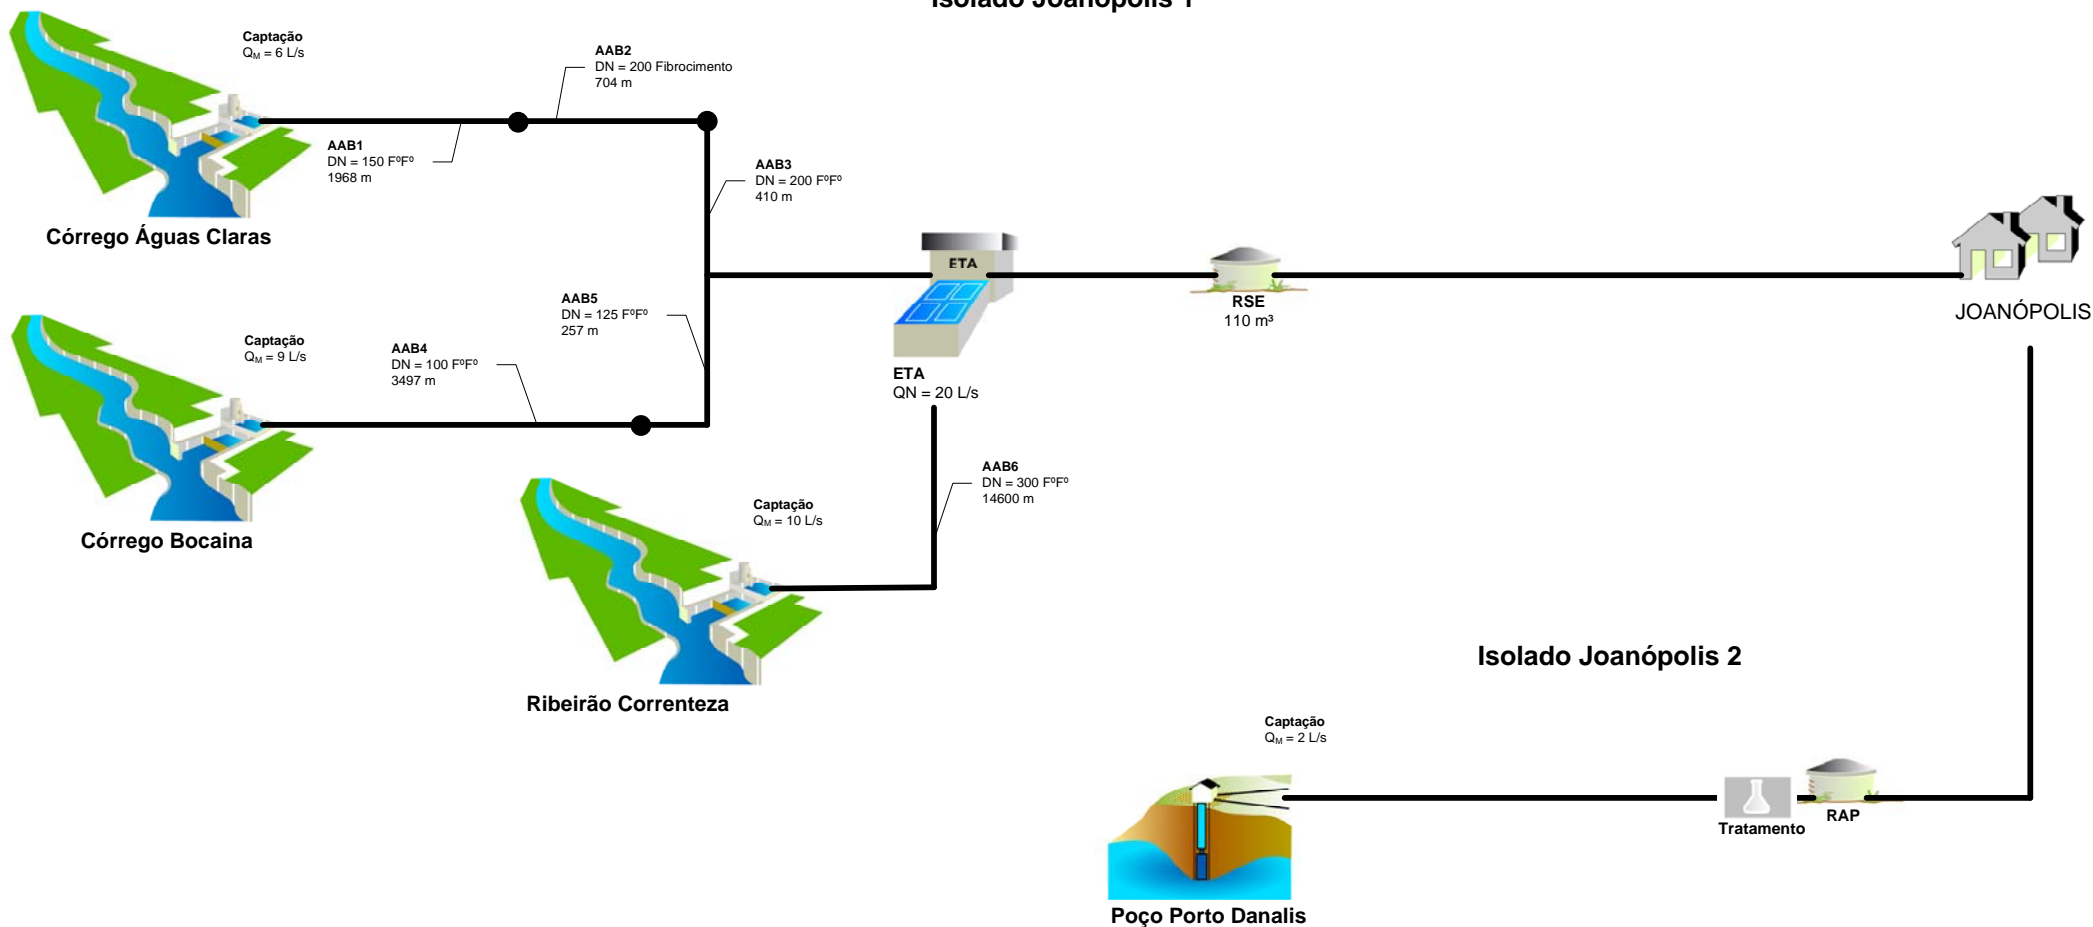 Isolado Joanópolis 1
Captação
QM = 6 L/s
AAB2
DN = 200 Fibrocimento
704 m
AAB1
DN = 150 FºFº
1968 m
AAB3
DN = 200 FºFº
410 m
Córrego Águas Claras
ETA
RSE
110 m³
JOANÓPOLIS
AAB5
DN = 125 FºFº
257 m
Captação
QM = 9 L/s
AAB4
DN = 100 FºFº
3497 m
ETA
QN = 20 L/s
Córrego Bocaina
AAB6
DN = 300 FºFº
14600 m
Captação
QM = 10 L/s
Ribeirão Correnteza
Isolado Joanópolis 2
Captação
QM = 2 L/s
Tratamento
RAP
Poço Porto Danalis